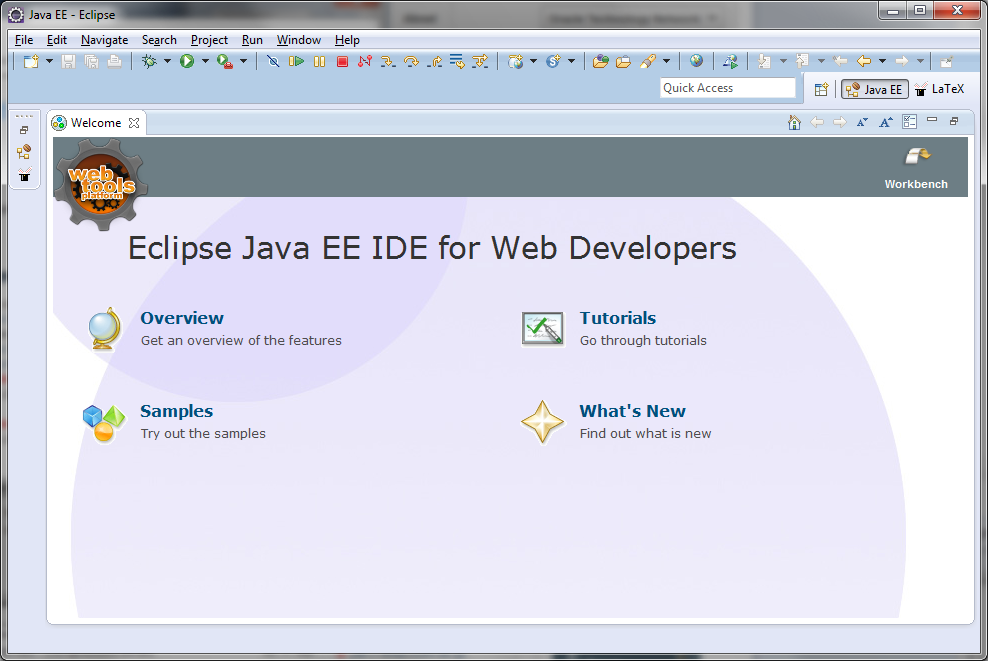 Java EE - Eclipse
File Edit Navigate Search Project Run Window Help
Quick Access
Java EE
LaTeX
Welcome
web
tools
platform
Workbench
Eclipse Java EE IDE for Web Developers
Overview
Get an overview of the features
Tutorials
Go through tutorials
Samples
Try out the samples
What's New
Find out what is new